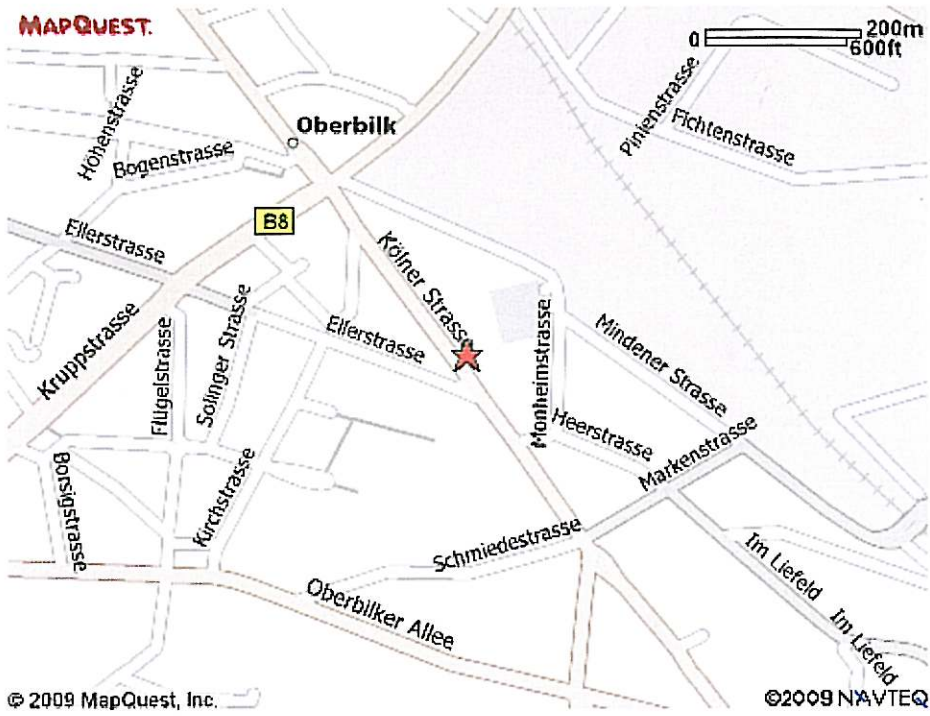 MAPQUEST.
0 200m
600ft
Höhenstrasse
Oberbilk
Pinienstrasse
Fichtenstrasse
Bogenstrasse
B8
Ellerstrasse
Kölner Strasse
Kruppstrasse
Flügelstrasse
Solinger Strasse
Ellerstrasse
Monheimstrasse
Mindener Strasse
Heerstrasse
Markenstrasse
Borsigstrasse
Kirchstrasse
Schmiedestrasse
Im Liefeld
Im Liefeld
Oberbilker Allee
© 2009 MapQuest, Inc.
©2009 NAVTEQ